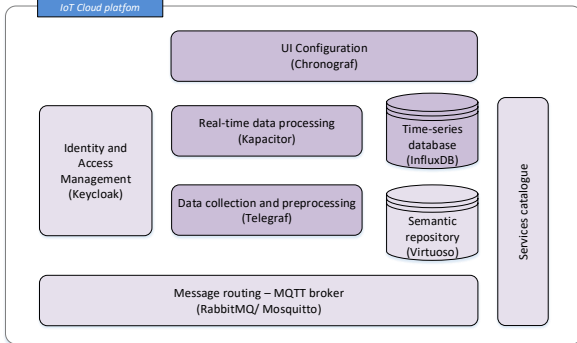 IoT Cloud platfom
UI Configuration
(Chronograf)
Real-time data processing
(Kapacitor)
Time-series
database
(InfluxDB)
Identity and
Access
Management
(Keycloak)
Data collection and preprocessing
(Telegraf)
Semantic
repository
(Virtuoso)
Services catalogue
Message routing – MQTT broker
(RabbitMQ/ Mosquitto)